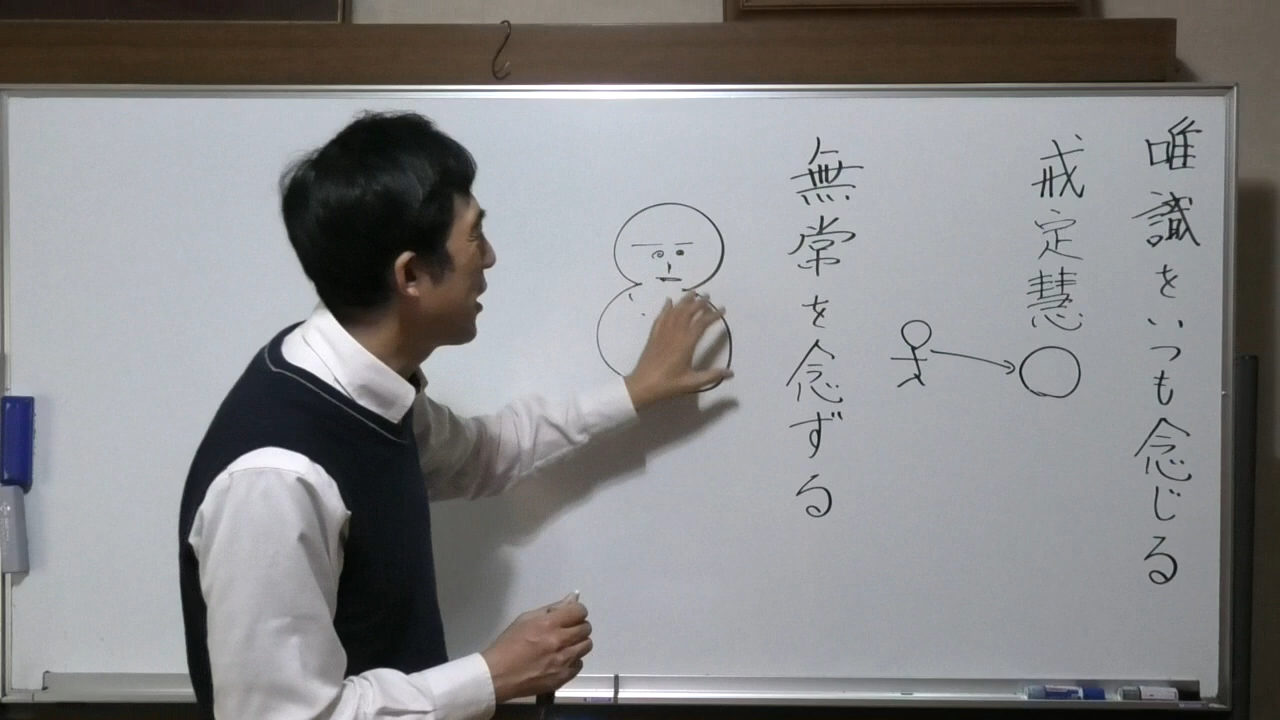 唯識をいつも念じる
戒定慧
無常を念ずる